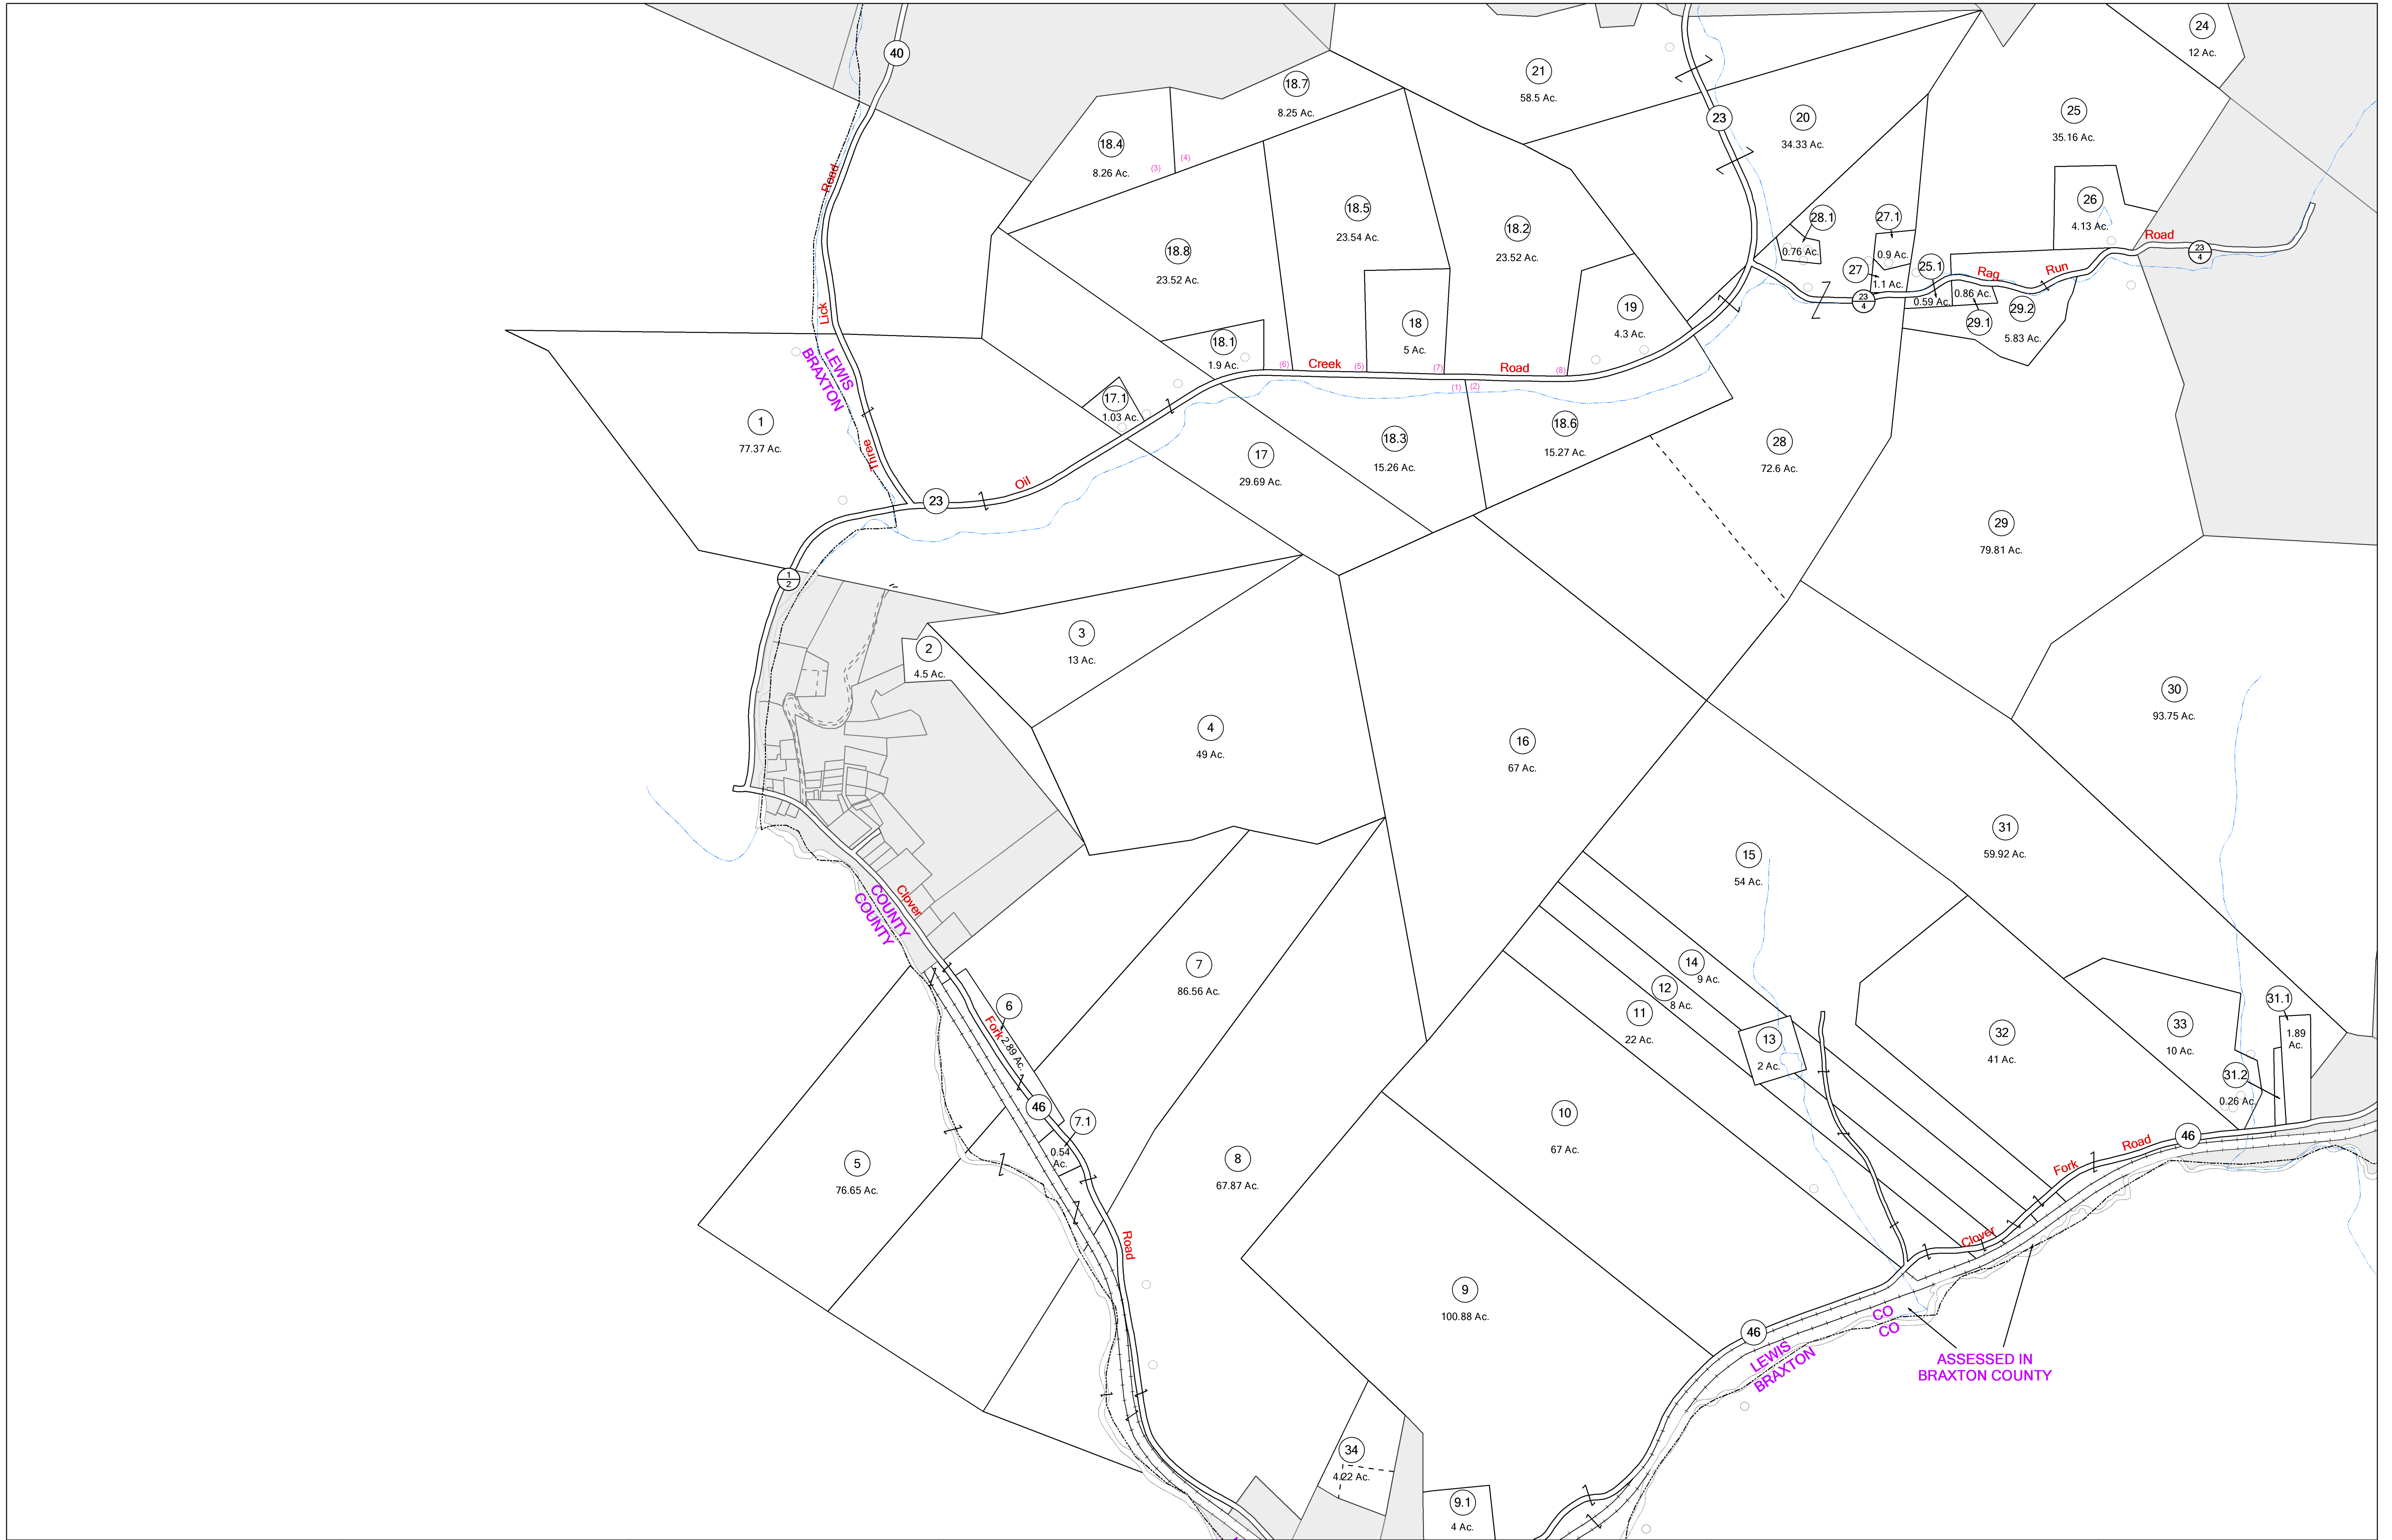 40
24
12 Ac.
21
58.5 Ac.
18.7
8.25 Ac.
23
20
34.33 Ac.
25
35.16 Ac.
18.4
8.26 Ac.
(3)
(4)
Road
18.5
23.54 Ac.
18.2
23.52 Ac.
28.1
0.76 Ac.
27.1
0.9 Ac.
26
4.13 Ac.
Road
23
4
18.8
23.52 Ac.
27
1.1 Ac.
25.1
0.59 Ac.
Rag
Run
0.86 Ac.
29.1
29.2
5.83 Ac.
23
4
19
4.3 Ac.
18
5 Ac.
Lick
LEWIS
BRAXTON
18.1
1.9 Ac.
(6)
Creek
(5)
(7)
Road
(8)
(1)
(2)
17.1
1.03 Ac.
1
77.37 Ac.
Three
17
29.69 Ac.
18.3
15.26 Ac.
18.6
15.27 Ac.
28
72.6 Ac.
23
Oil
29
79.81 Ac.
1
2
2
4.5 Ac.
3
13 Ac.
4
49 Ac.
16
67 Ac.
30
93.75 Ac.
31
59.92 Ac.
15
54 Ac.
Clover
COUNTY
COUNTY
7
86.56 Ac.
14
9 Ac.
12
8 Ac.
11
22 Ac.
13
2 Ac.
32
41 Ac.
33
10 Ac.
31.1
1.89
Ac.
31.2
0.26 Ac.
6
Fork
2.89 Ac.
46
7.1
0.54
Ac.
5
76.65 Ac.
8
67.87 Ac.
10
67 Ac.
46
Road
Fork
Clover
Road
9
100.88 Ac.
46
CO
CO
LEWIS
BRAXTON
ASSESSED IN
BRAXTON COUNTY
34
4.22 Ac.
9.1
4 Ac.